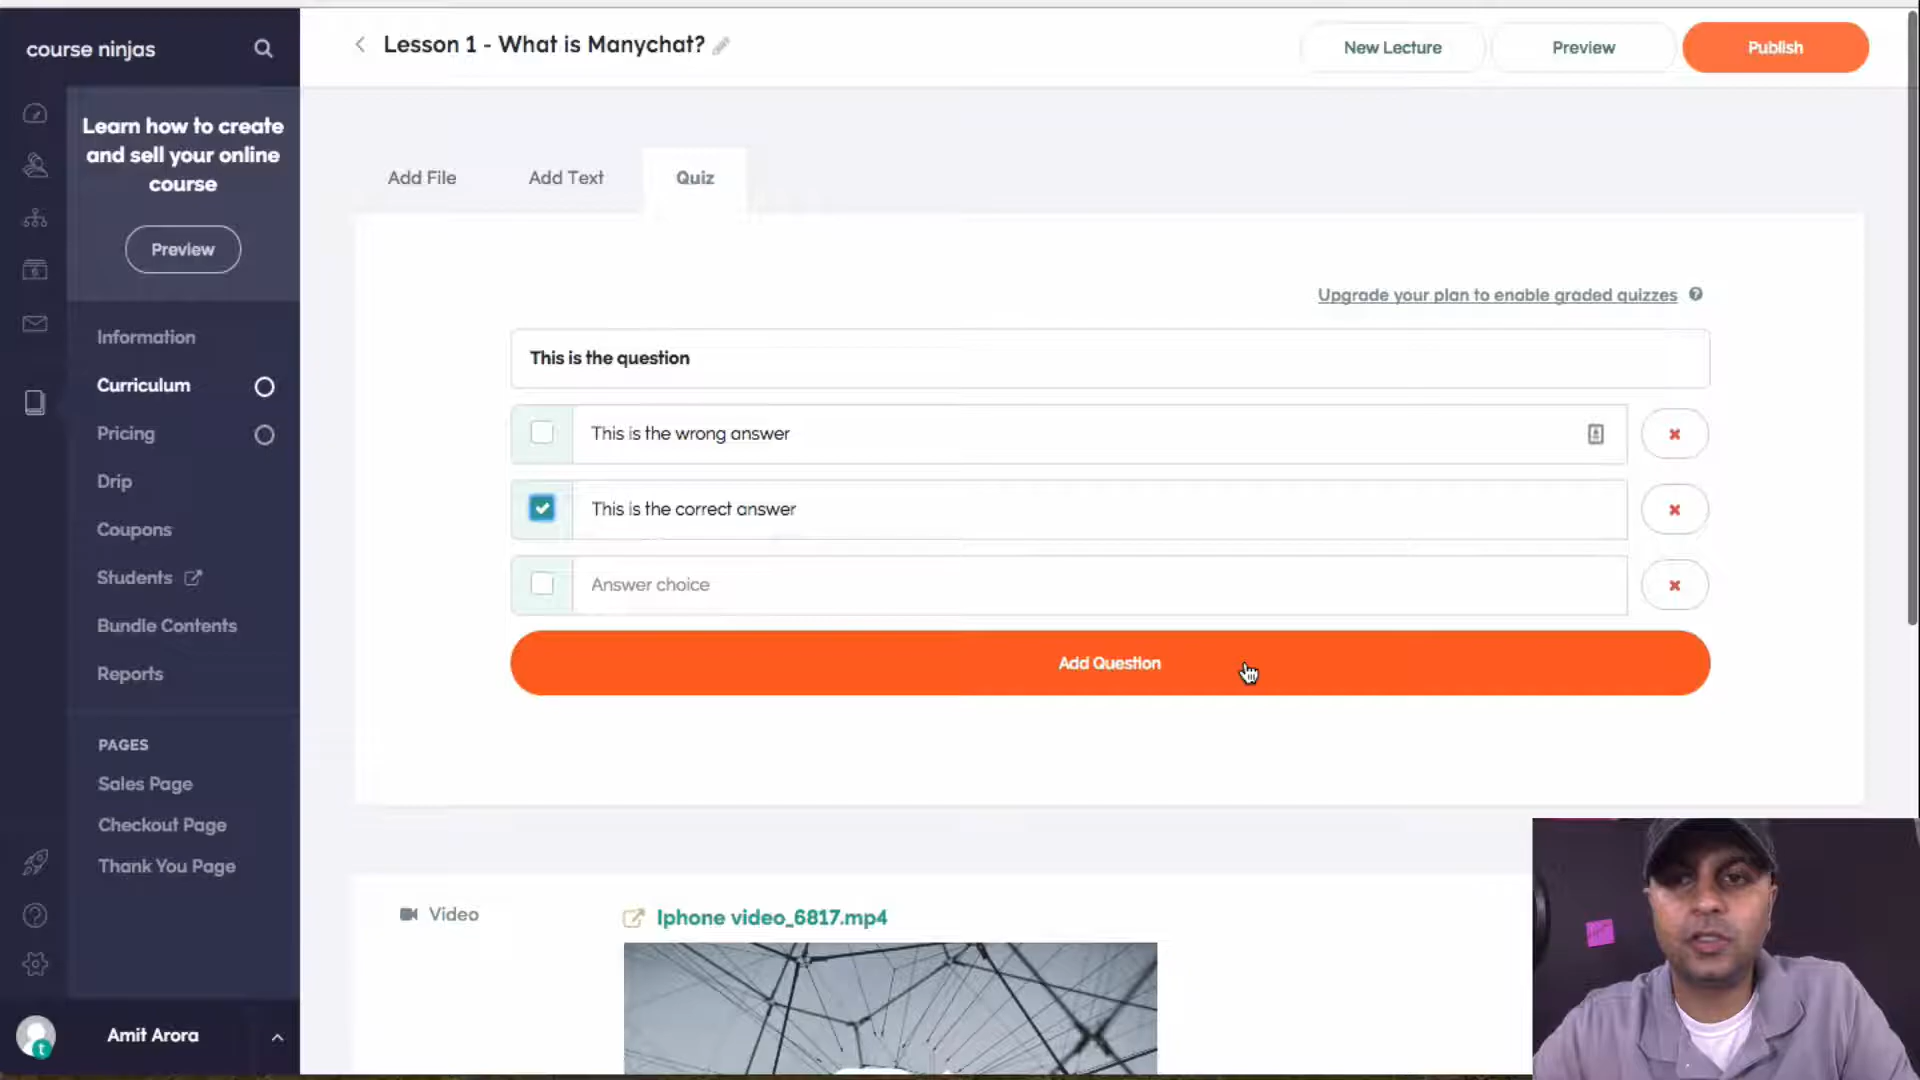 course ninjas
Lesson 1 - What is Manychat?
New Lecture
Preview
Publish
Learn how to create
and sell your online
course
Preview
Add File
Add Text
Quiz
Upgrade your plan to enable graded quizzes
This is the question
This is the wrong answer
This is the correct answer
Answer choice
Add Question
Information
Curriculum
Pricing
Drip
Coupons
Students
Bundle Contents
Reports
PAGES
Sales Page
Checkout Page
Thank You Page
Video
Iphone video_6817.mp4
Amit Arora
t